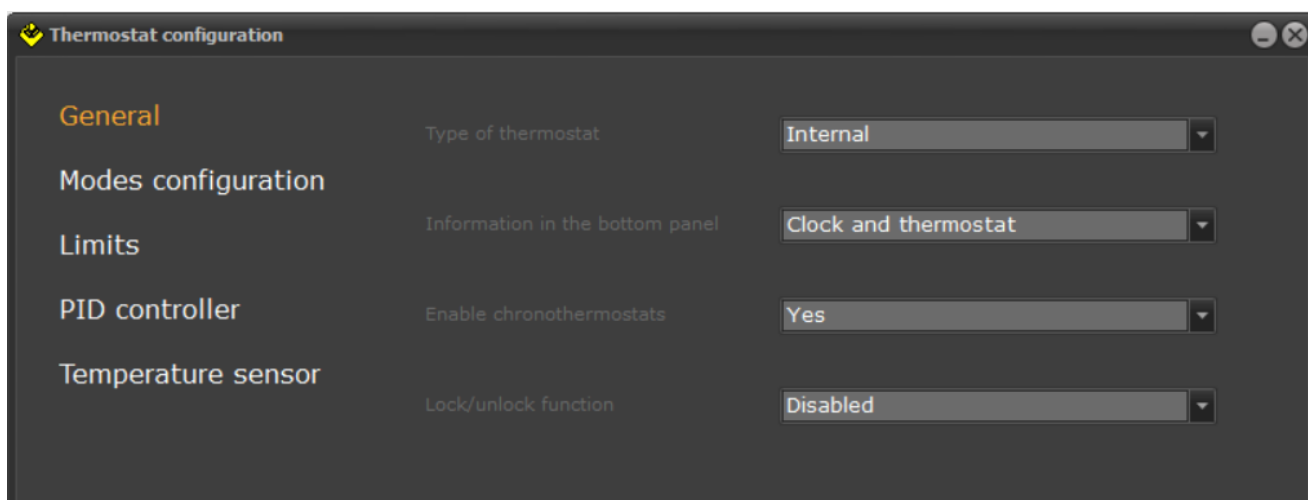 Thermostat configuration
General
Modes configuration
Limits
PID controller
Temperature sensor
Type of thermostat
Internal
Information in the bottom panel
Clock and thermostat
Enable chronothermostats
Yes
Lock/unlock function
Disabled